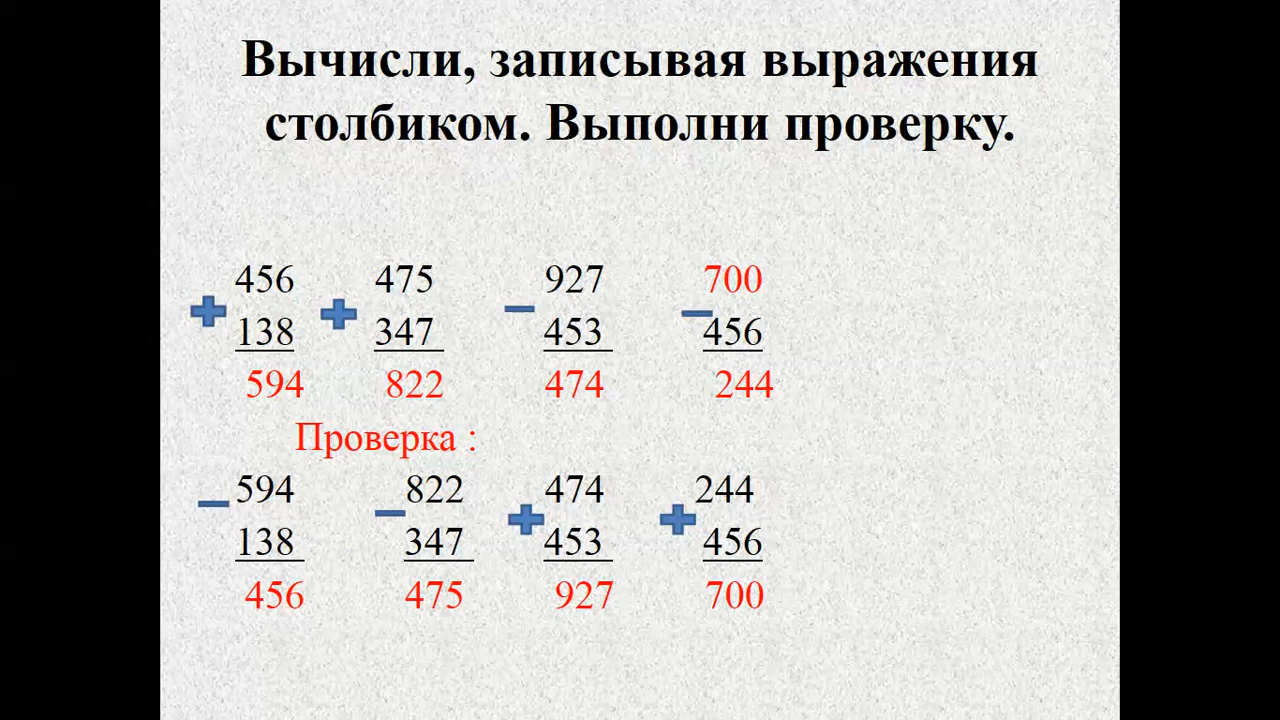 Вычисли, записывая выражения
столбиком. Выполни проверку.
456 475 927 700
+ + − −
138 347 453 456
594 822 474 244
Проверка :
594 822 474 244
− − + +
138 347 453 456
456 475 927 700